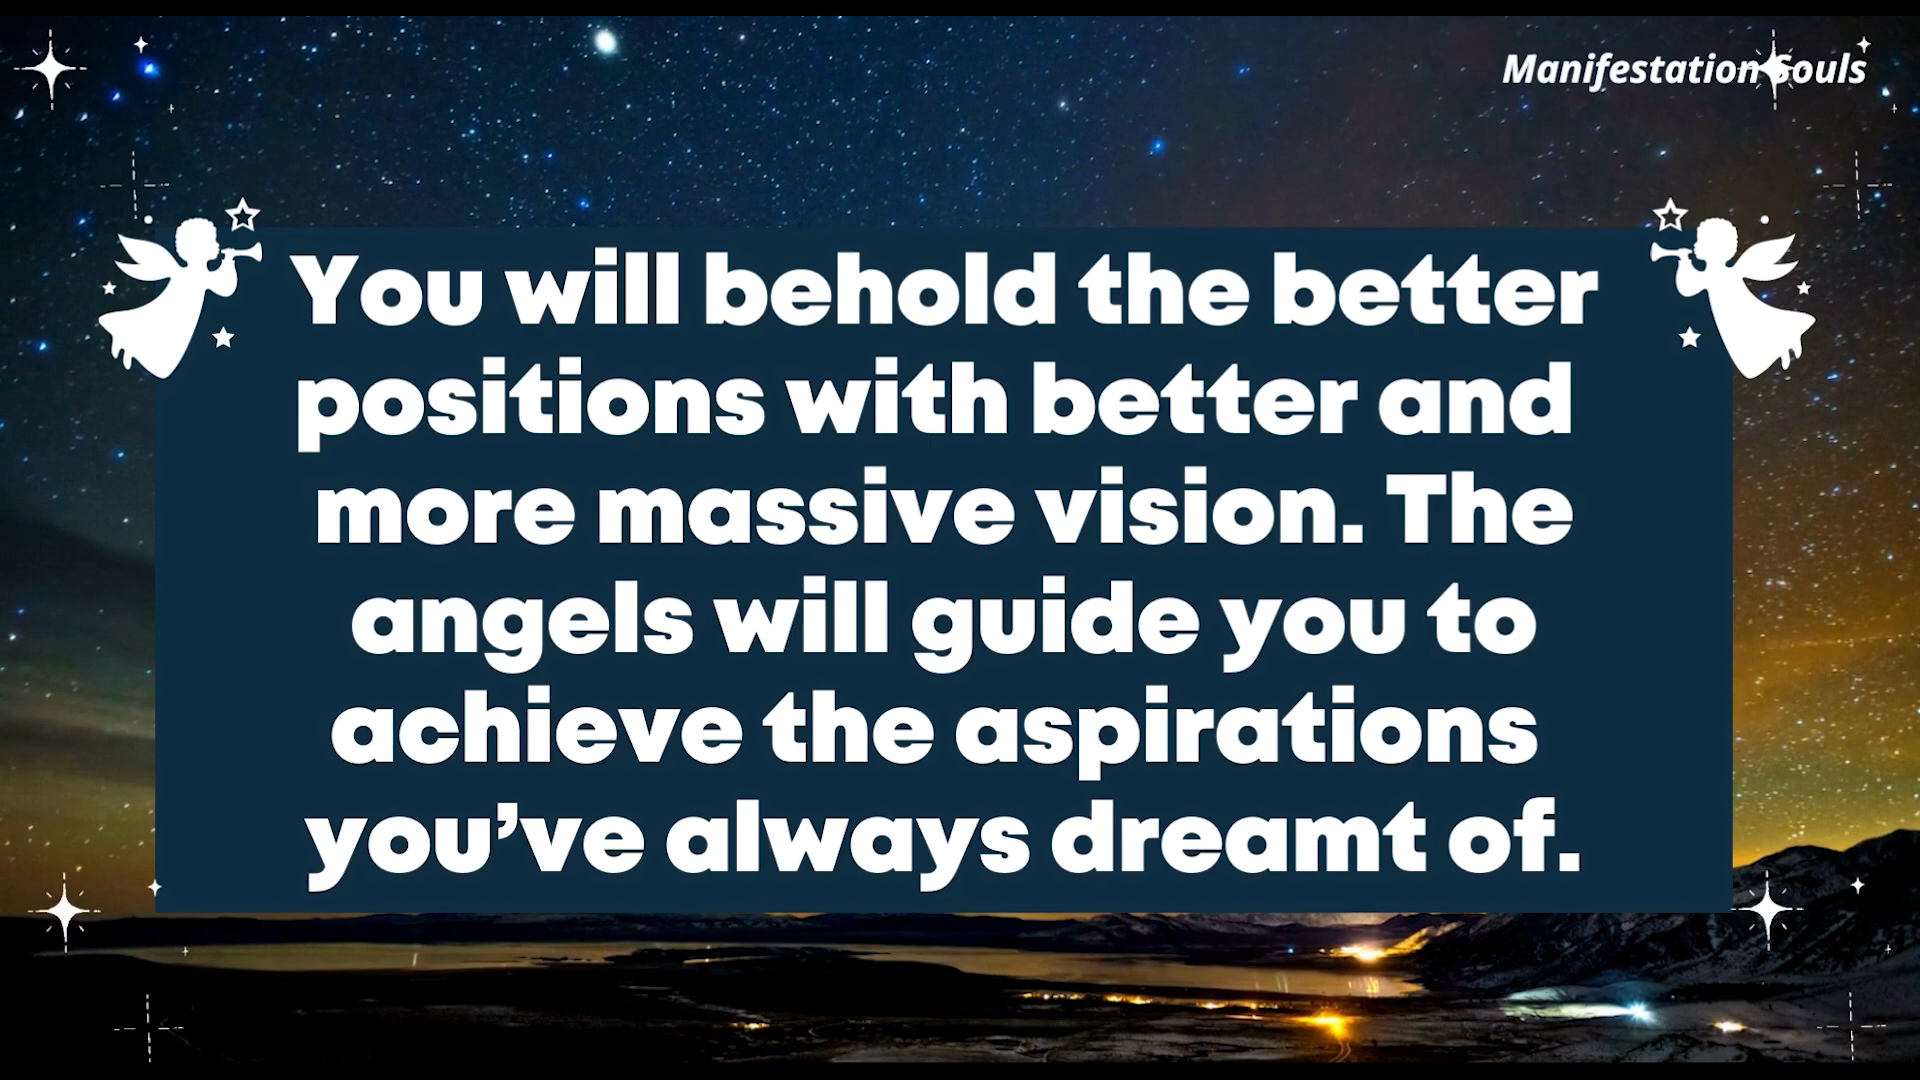 Manifestation Souls
You will behold the better
positions with better and
more massive vision. The
angels will guide you to
achieve the aspirations
you’ve always dreamt of.